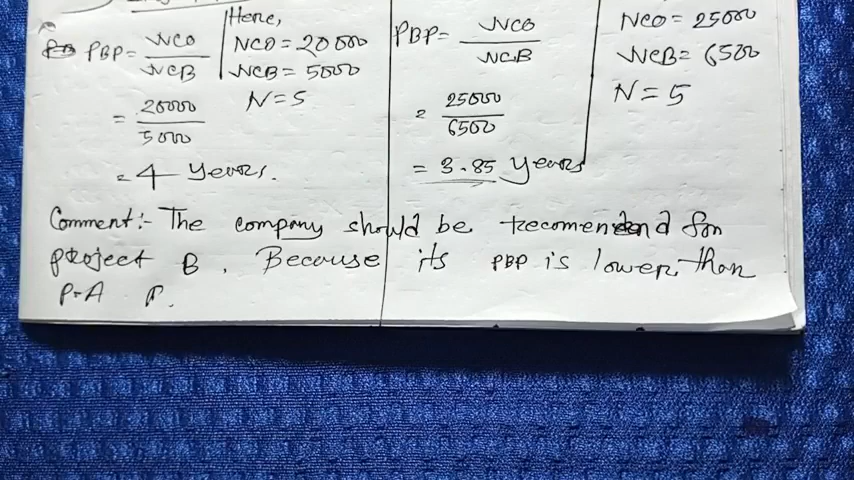 PBP = NCO / NCB
Here,
NCO = 20000
NCB = 5000
N = 5
= 20000 / 5000
= 4 Years.
PBP = NCO / NCB
NCO = 25000
NCB = 6500
N = 5
= 25000 / 6500
= 3.85 Years
Comment:- The company should be recomend for
project B. Because its PBP is lower than
P-A